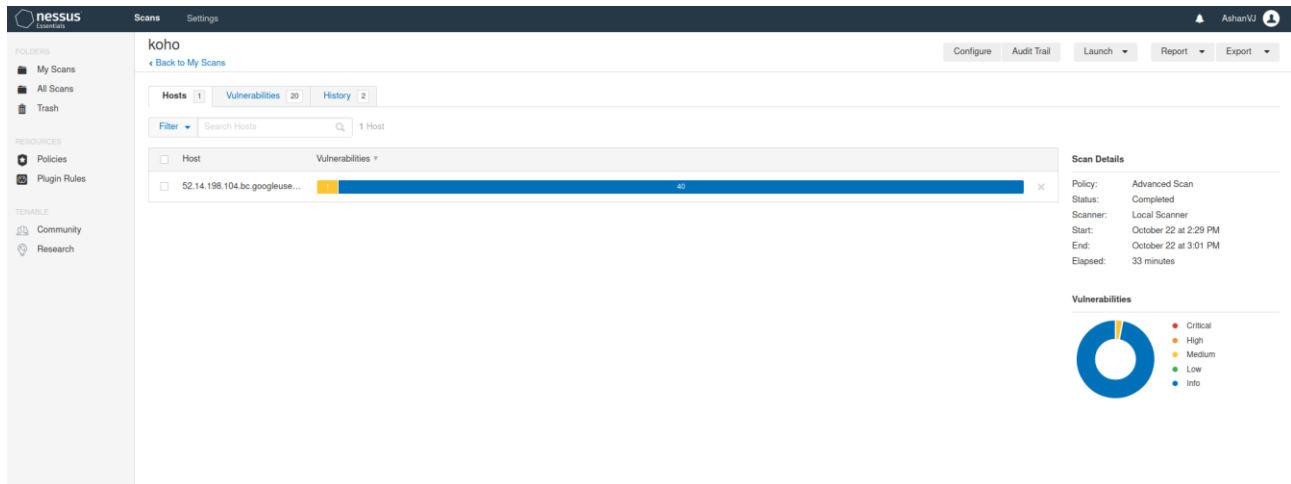 nessus Essentials Scans Settings AshanVJ
FOLDERS
My Scans
All Scans
Trash
RESOURCES
Policies
Plugin Rules
TENABLE
Community
Research
koho
‹ Back to My Scans
Configure Audit Trail Launch Report Export
Hosts 1 Vulnerabilities 20 History 2
Filter Search Hosts 1 Host
Host Vulnerabilities
52.14.198.104.bc.googleuse... 1 40
Scan Details
Policy: Advanced Scan
Status: Completed
Scanner: Local Scanner
Start: October 22 at 2:29 PM
End: October 22 at 3:01 PM
Elapsed: 33 minutes
Vulnerabilities
Critical
High
Medium
Low
Info